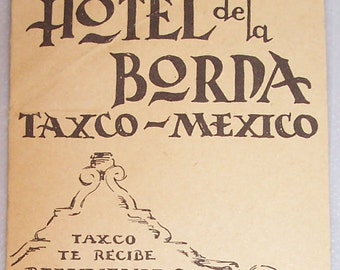 HOTEL de la
BORDA
TAXCO - MEXICO
TAXCO
TE RECIBE